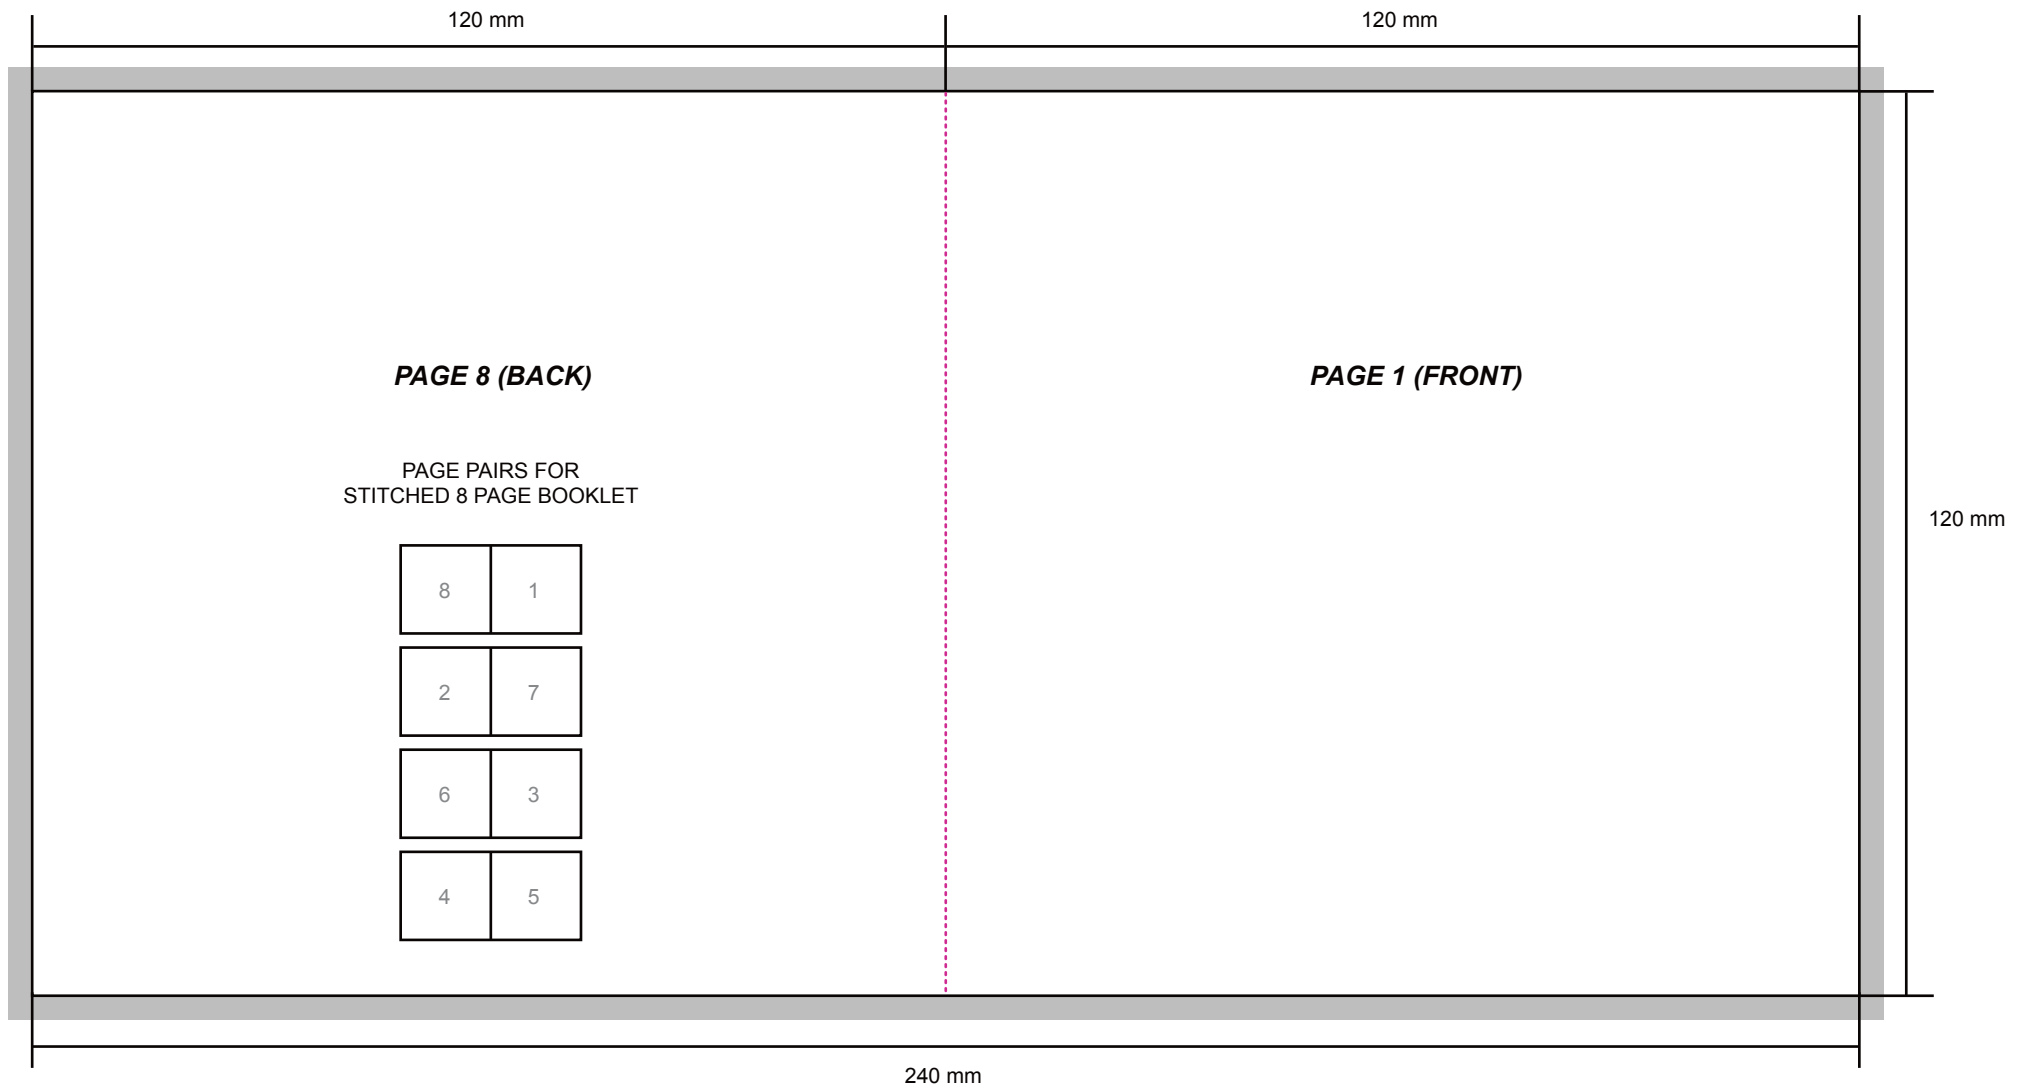 120 mm
120 mm
PAGE 8 (BACK)
PAGE 1 (FRONT)
PAGE PAIRS FOR
STITCHED 8 PAGE BOOKLET
8 1
2 7
6 3
4 5
120 mm
240 mm